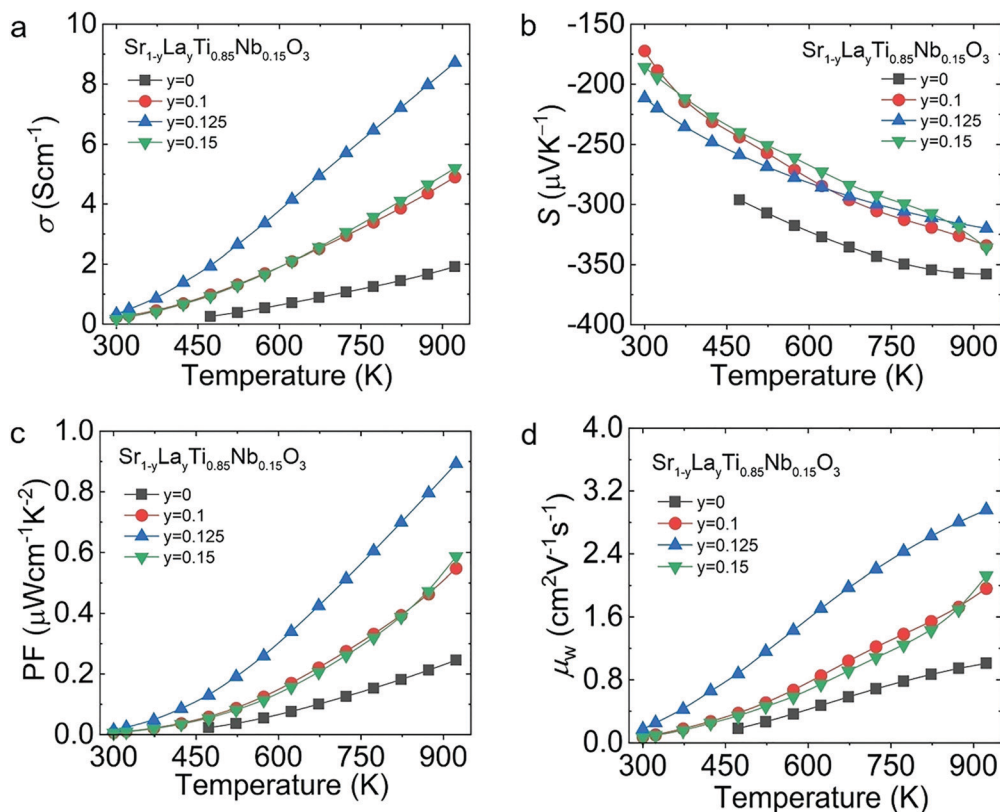 a
Sr1-yLayTi0.85Nb0.15O3
y=0
y=0.1
y=0.125
y=0.15
σ (Scm⁻¹)
10
8
6
4
2
0
300 450 600 750 900
Temperature (K)
b
Sr1-yLayTi0.85Nb0.15O3
y=0
y=0.1
y=0.125
y=0.15
S (μVK⁻¹)
-150
-200
-250
-300
-350
-400
300 450 600 750 900
Temperature (K)
c
Sr1-yLayTi0.85Nb0.15O3
y=0
y=0.1
y=0.125
y=0.15
PF (μWcm⁻¹K⁻²)
1.0
0.8
0.6
0.4
0.2
0.0
300 450 600 750 900
Temperature (K)
d
Sr1-yLayTi0.85Nb0.15O3
y=0
y=0.1
y=0.125
y=0.15
μw (cm²V⁻¹s⁻¹)
4.0
3.2
2.4
1.6
0.8
0.0
300 450 600 750 900
Temperature (K)